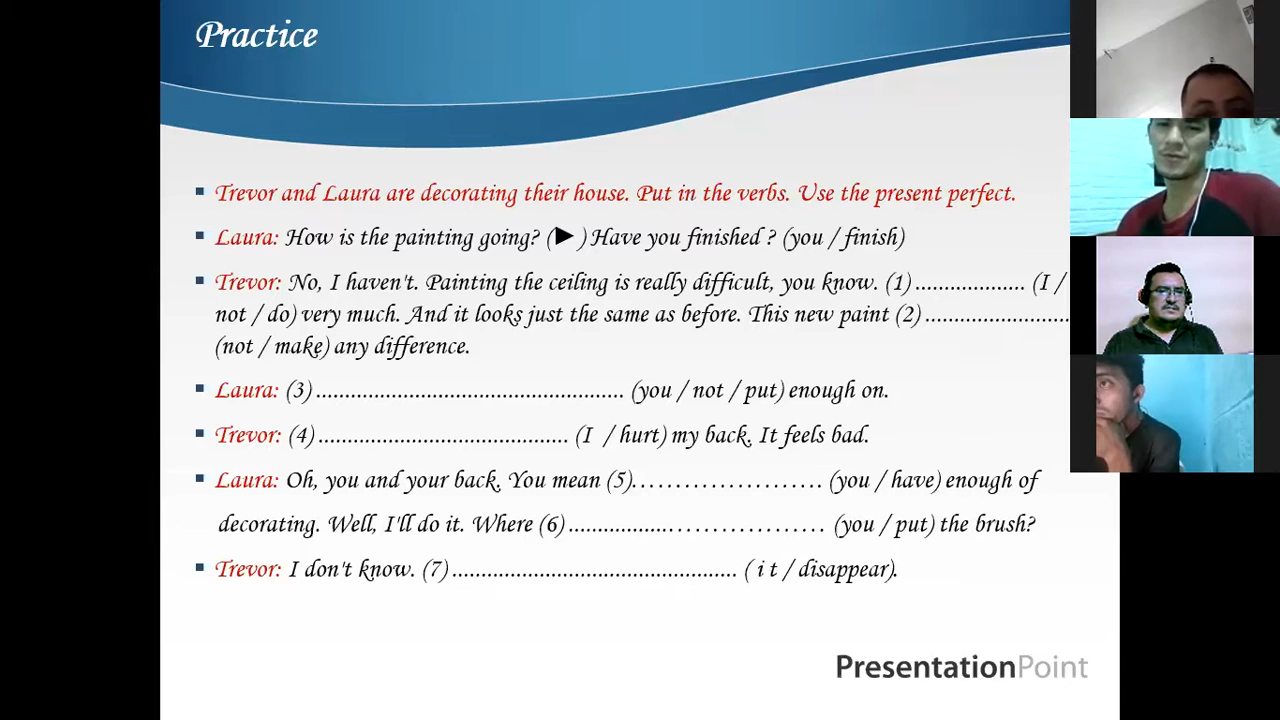 Practice
Trevor and Laura are decorating their house. Put in the verbs. Use the present perfect.
Laura: How is the painting going? (► ) Have you finished ? (you / finish)
Trevor: No, I haven't. Painting the ceiling is really difficult, you know. (1) ................... (I /
not / do) very much. And it looks just the same as before. This new paint (2) .........................
(not / make) any difference.
Laura: (3) ..................................................... (you / not / put) enough on.
Trevor: (4) ........................................... (I / hurt) my back. It feels bad.
Laura: Oh, you and your back. You mean (5)…………………… (you / have) enough of
decorating. Well, I'll do it. Where (6) .................……………… (you / put) the brush?
Trevor: I don't know. (7) ................................................. ( i t / disappear).
PresentationPoint